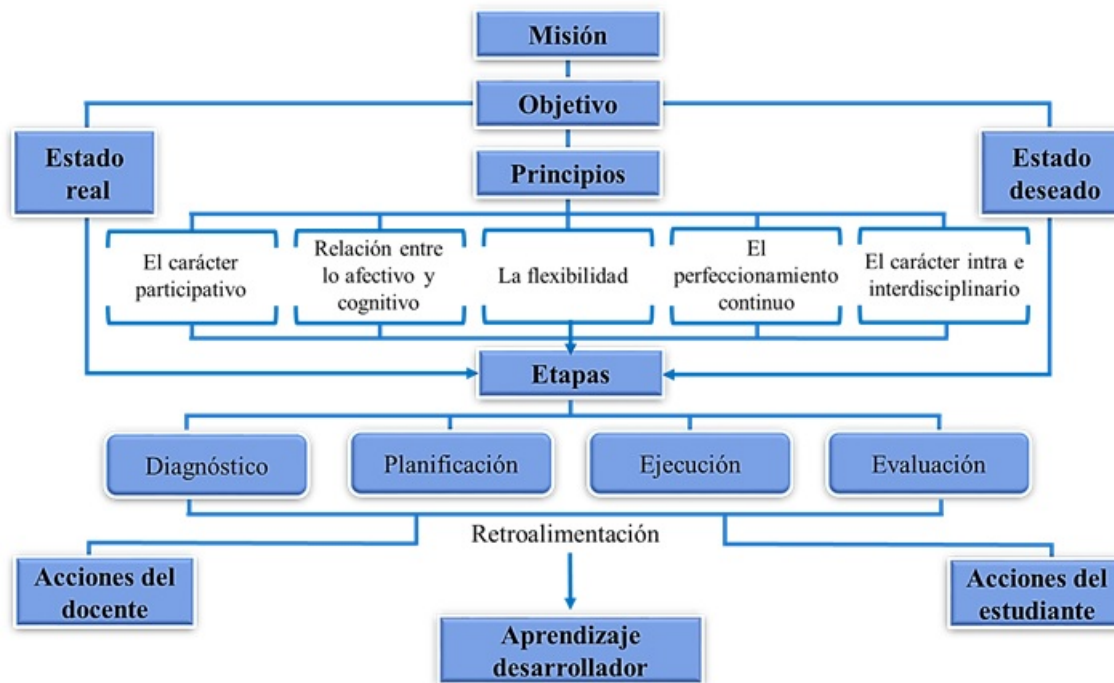 Misión
Objetivo
Estado
real
Estado
deseado
Principios
El carácter
participativo
Relación entre
lo afectivo y
cognitivo
La flexibilidad
El
perfeccionamiento
continuo
El carácter intra e
interdisciplinario
Etapas
Diagnóstico
Planificación
Ejecución
Evaluación
Retroalimentación
Acciones del
docente
Acciones del
estudiante
Aprendizaje
desarrollador